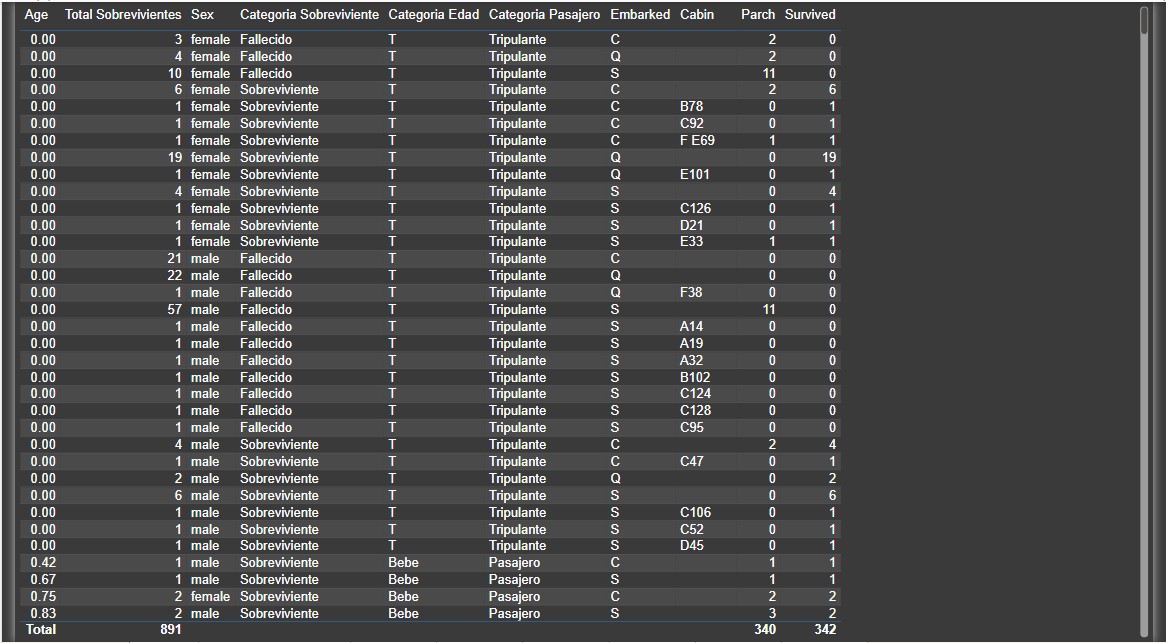 Age Total Sobrevivientes Sex Categoria Sobreviviente Categoria Edad Categoria Pasajero Embarked Cabin Parch Survived
0.00 3 female Fallecido T Tripulante C 2 0
0.00 4 female Fallecido T Tripulante Q 2 0
0.00 10 female Fallecido T Tripulante S 11 0
0.00 6 female Sobreviviente T Tripulante C 2 6
0.00 1 female Sobreviviente T Tripulante C B78 0 1
0.00 1 female Sobreviviente T Tripulante C C92 0 1
0.00 1 female Sobreviviente T Tripulante C F E69 1 1
0.00 19 female Sobreviviente T Tripulante Q 0 19
0.00 1 female Sobreviviente T Tripulante Q E101 0 1
0.00 4 female Sobreviviente T Tripulante S 0 4
0.00 1 female Sobreviviente T Tripulante S C126 0 1
0.00 1 female Sobreviviente T Tripulante S D21 0 1
0.00 1 female Sobreviviente T Tripulante S E33 1 1
0.00 21 male Fallecido T Tripulante C 0 0
0.00 22 male Fallecido T Tripulante Q 0 0
0.00 1 male Fallecido T Tripulante Q F38 0 0
0.00 57 male Fallecido T Tripulante S 11 0
0.00 1 male Fallecido T Tripulante S A14 0 0
0.00 1 male Fallecido T Tripulante S A19 0 0
0.00 1 male Fallecido T Tripulante S A32 0 0
0.00 1 male Fallecido T Tripulante S B102 0 0
0.00 1 male Fallecido T Tripulante S C124 0 0
0.00 1 male Fallecido T Tripulante S C128 0 0
0.00 1 male Fallecido T Tripulante S C95 0 0
0.00 4 male Sobreviviente T Tripulante C 2 4
0.00 1 male Sobreviviente T Tripulante C C47 0 1
0.00 2 male Sobreviviente T Tripulante Q 0 2
0.00 6 male Sobreviviente T Tripulante S 0 6
0.00 1 male Sobreviviente T Tripulante S C106 0 1
0.00 1 male Sobreviviente T Tripulante S C52 0 1
0.00 1 male Sobreviviente T Tripulante S D45 0 1
0.42 1 male Sobreviviente Bebe Pasajero C 1 1
0.67 1 male Sobreviviente Bebe Pasajero S 1 1
0.75 2 female Sobreviviente Bebe Pasajero C 2 2
0.83 2 male Sobreviviente Bebe Pasajero S 3 2
Total 891 340 342